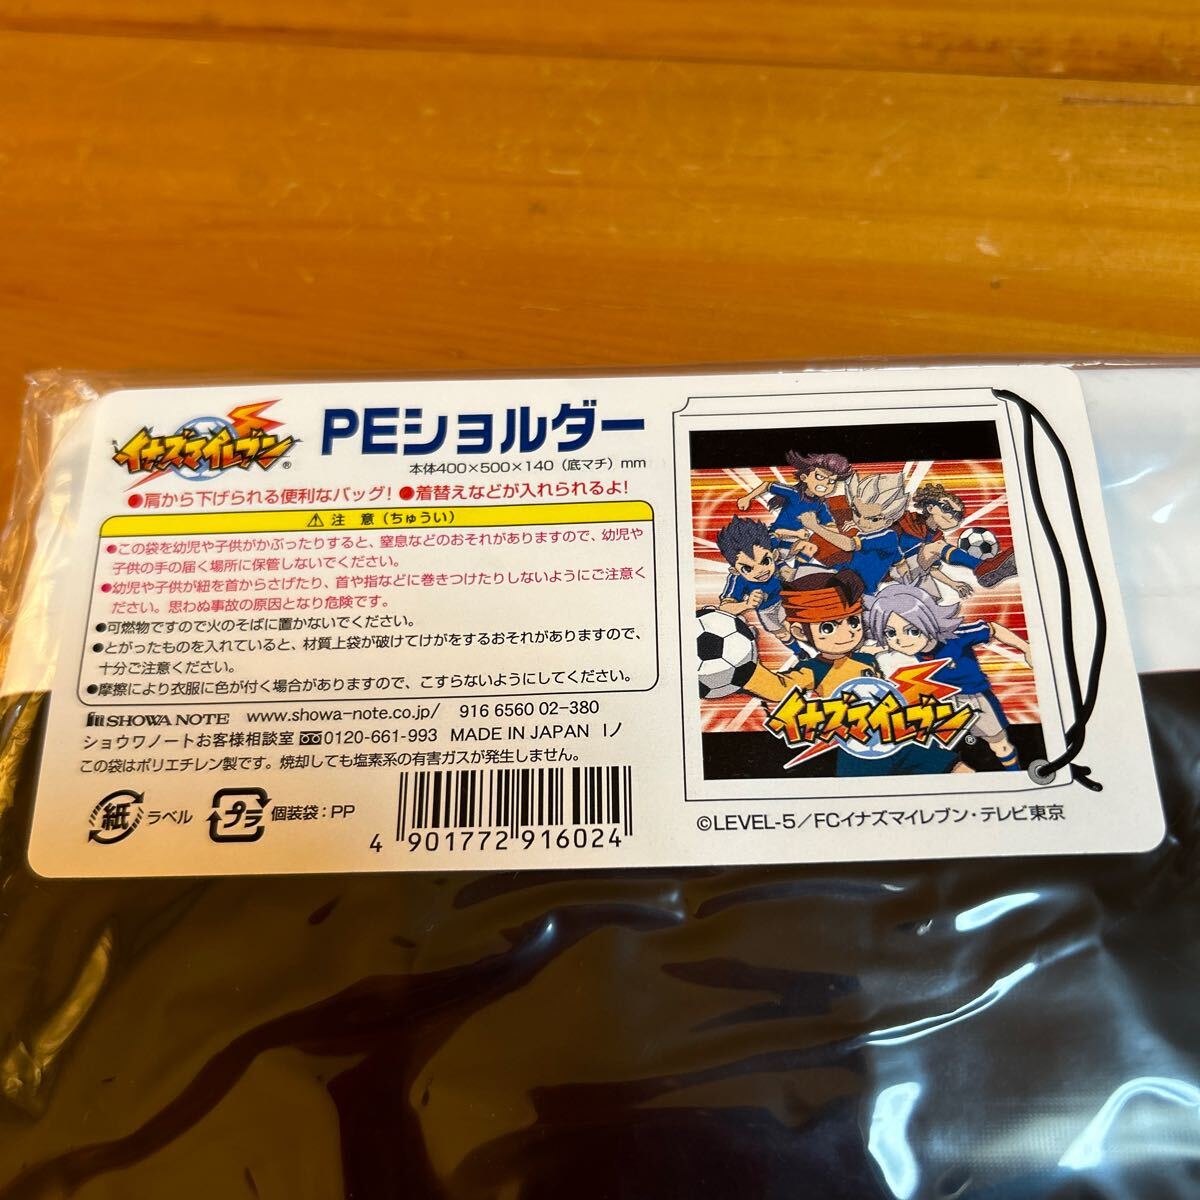 イナズマイレブン®
PEショルダー
本体400×500×140（底マチ）mm
●肩から下げられる便利なバッグ！●着替えなどが入れられるよ！
⚠注 意（ちゅうい）
●この袋を幼児や子供がかぶったりすると、窒息などのおそれがありますので、幼児や
子供の手の届く場所に保管しないでください。
●幼児や子供が紐を首からさげたり、首や指などに巻きつけたりしないようにご注意く
ださい。思わぬ事故の原因となり危険です。
●可燃物ですので火のそばに置かないでください。
●とがったものを入れていると、材質上袋が破けてけがをするおそれがありますので、
十分ご注意ください。
●摩擦により衣服に色が付く場合がありますので、こすらないようにしてください。
SHOWA NOTE www.showa-note.co.jp/ 916 6560 02-380
ショウワノートお客様相談室 0120-661-993 MADE IN JAPAN Iノ
この袋はポリエチレン製です。焼却しても塩素系の有害ガスが発生しません。
紙 ラベル プラ 個装袋：PP
4 901772 916024
イナズマイレブン®
©LEVEL-5／FCイナズマイレブン・テレビ東京